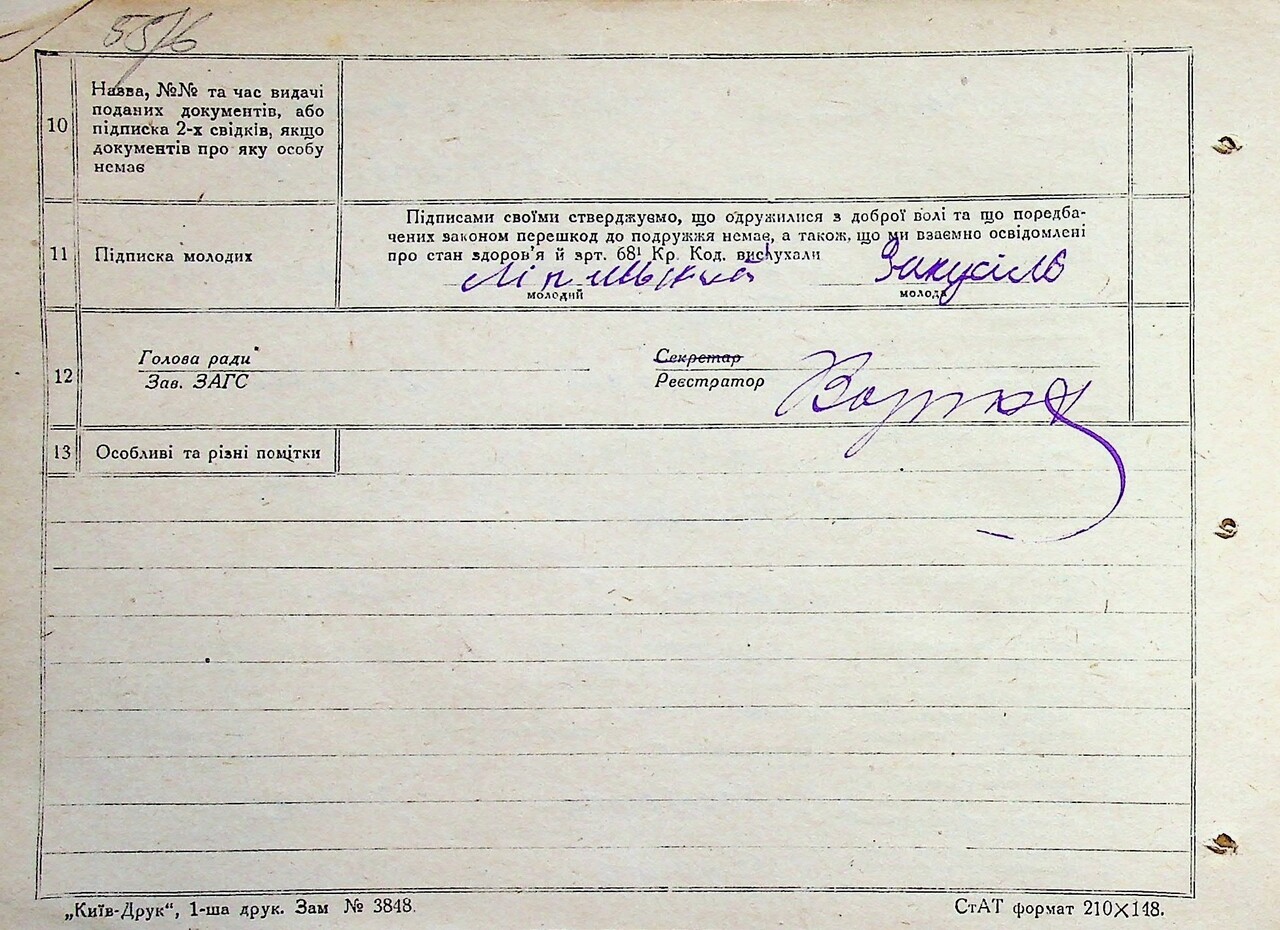 55/6
10
Назва, №№ та час видачі
поданих документів, або
підписка 2-х свідків, якщо
документів про яку особу
немає
11
Підписка молодих
Підписами своїми стверджуємо, що одружилися з доброї волі та що поредба-
чених законом перешкод до подружжя немає, а також, що ми взаємно освідомлені
про стан здоров'я й арт. 68¹ Кр. Код. вислухали
Ліпинський Закусіло
молодий молода
12
Голова ради
Зав. ЗАГС
Секретар
Реєстратор
13
Особливі та різні помітки
„Київ-Друк“, 1-ша друк. Зам № 3848.
СтАТ формат 210×148.